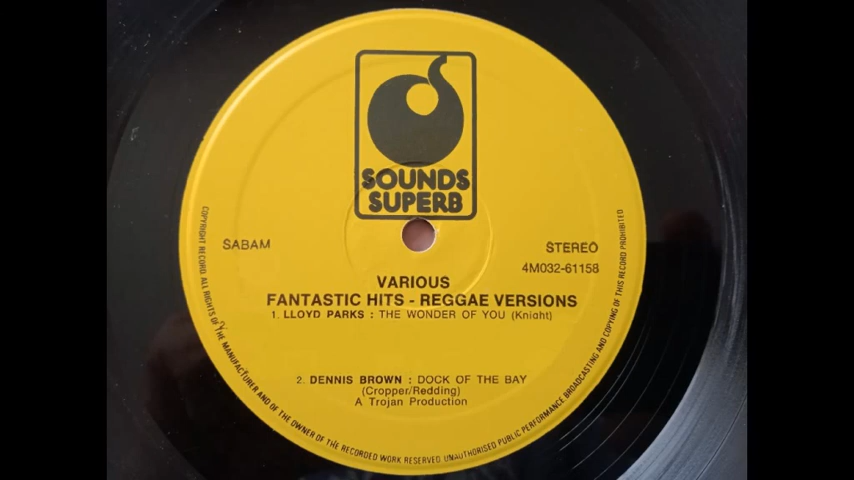 SOUNDS
SUPERB
SABAM
STEREO
4M032-61158
VARIOUS
FANTASTIC HITS - REGGAE VERSIONS
1. LLOYD PARKS : THE WONDER OF YOU (Knight)
2. DENNIS BROWN : DOCK OF THE BAY
(Cropper/Redding)
A Trojan Production
COPYRIGHT RECORD. ALL RIGHTS OF THE MANUFACTURER AND OF THE OWNER OF THE RECORDED WORK RESERVED. UNAUTHORISED PUBLIC PERFORMANCE BROADCASTING AND COPYING OF THIS RECORD PROHIBITED